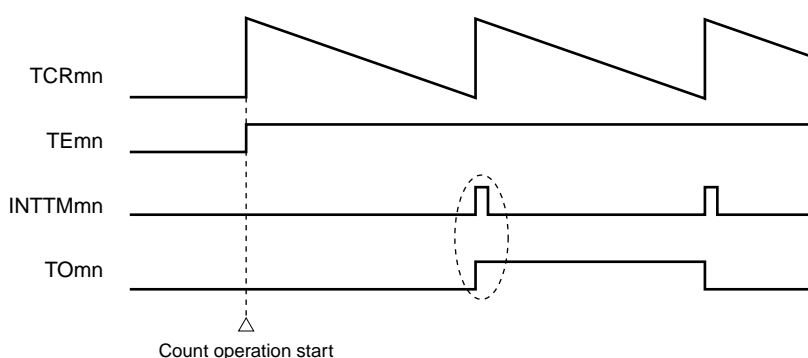 TCRmn
TEmn
INTTMmn
TOmn
Count operation start